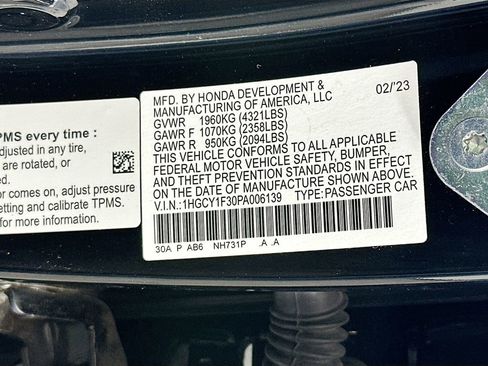 MFD. BY HONDA DEVELOPMENT & 02/'23
MANUFACTURING OF AMERICA, LLC
GVWR 1960KG(4321LBS)
GAWR F 1070KG(2358LBS)
GAWR R 950KG(2094LBS)
THIS VEHICLE CONFORMS TO ALL APPLICABLE
FEDERAL MOTOR VEHICLE SAFETY, BUMPER,
AND THEFT PREVENTION STANDARDS IN EFFECT
ON THE DATE OF MANUFACTURE SHOWN ABOVE.
V.I.N.:1HGCY1F30PA006139 TYPE:PASSENGER CAR
30A P AB6 NH731P .A .A
TPMS every time :
adjusted in any tire,
are rotated, or
ed.
or comes on, adjust pressure
etting and calibrate TPMS.
for more information.